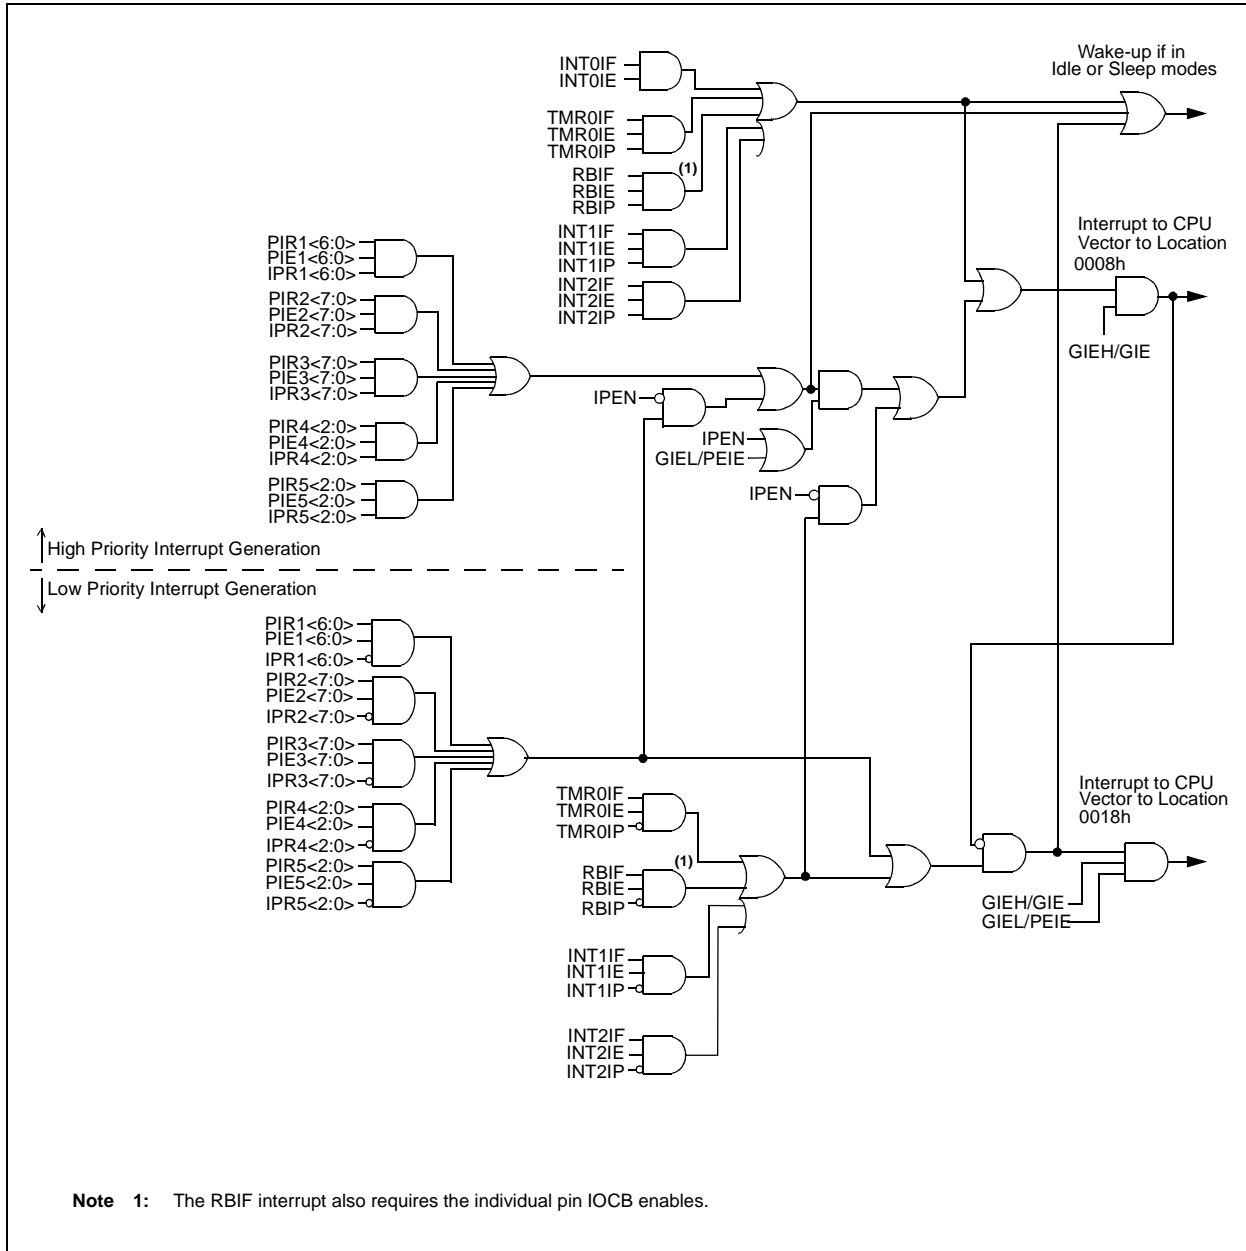 Wake-up if in
Idle or Sleep modes
INT0IF
INT0IE
TMR0IF
TMR0IE
TMR0IP
(1)
RBIF
RBIE
RBIP
INT1IF
INT1IE
INT1IP
INT2IF
INT2IE
INT2IP
Interrupt to CPU
Vector to Location
0008h
GIEH/GIE
PIR1<6:0>
PIE1<6:0>
IPR1<6:0>
PIR2<7:0>
PIE2<7:0>
IPR2<7:0>
PIR3<7:0>
PIE3<7:0>
IPR3<7:0>
PIR4<2:0>
PIE4<2:0>
IPR4<2:0>
PIR5<2:0>
PIE5<2:0>
IPR5<2:0>
IPEN
IPEN
GIEL/PEIE
IPEN
High Priority Interrupt Generation
Low Priority Interrupt Generation
PIR1<6:0>
PIE1<6:0>
IPR1<6:0>
PIR2<7:0>
PIE2<7:0>
IPR2<7:0>
PIR3<7:0>
PIE3<7:0>
IPR3<7:0>
PIR4<2:0>
PIE4<2:0>
IPR4<2:0>
PIR5<2:0>
PIE5<2:0>
IPR5<2:0>
TMR0IF
TMR0IE
TMR0IP
(1)
RBIF
RBIE
RBIP
INT1IF
INT1IE
INT1IP
INT2IF
INT2IE
INT2IP
Interrupt to CPU
Vector to Location
0018h
GIEH/GIE
GIEL/PEIE
Note 1: The RBIF interrupt also requires the individual pin IOCB enables.